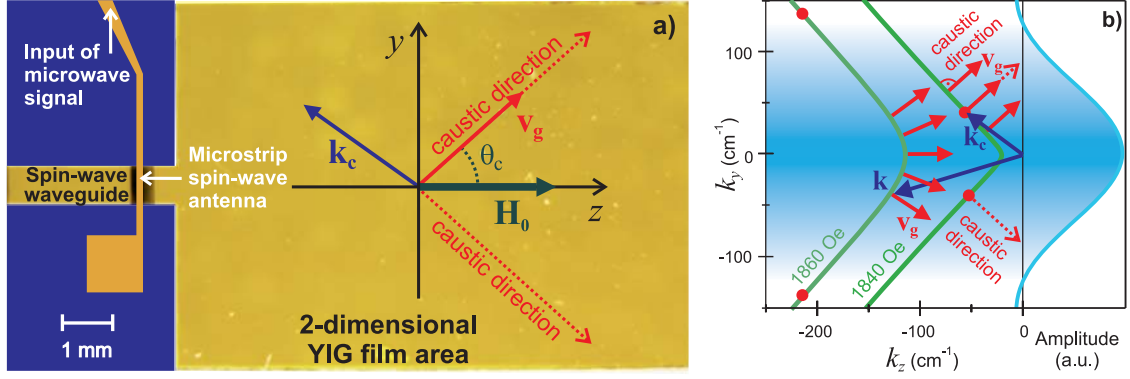 a)
Input of
microwave
signal
Spin-wave
waveguide
Microstrip
spin-wave
antenna
1 mm
y
caustic direction
v_g
k_c
θ_c
H_0
z
caustic direction
2-dimensional
YIG film area
b)
100
0
-100
k_y (cm⁻¹)
caustic
direction
v_g
k_c
k
v_g
caustic
direction
1860 Oe
1840 Oe
-200
-100
0
k_z (cm⁻¹)
Amplitude
(a.u.)